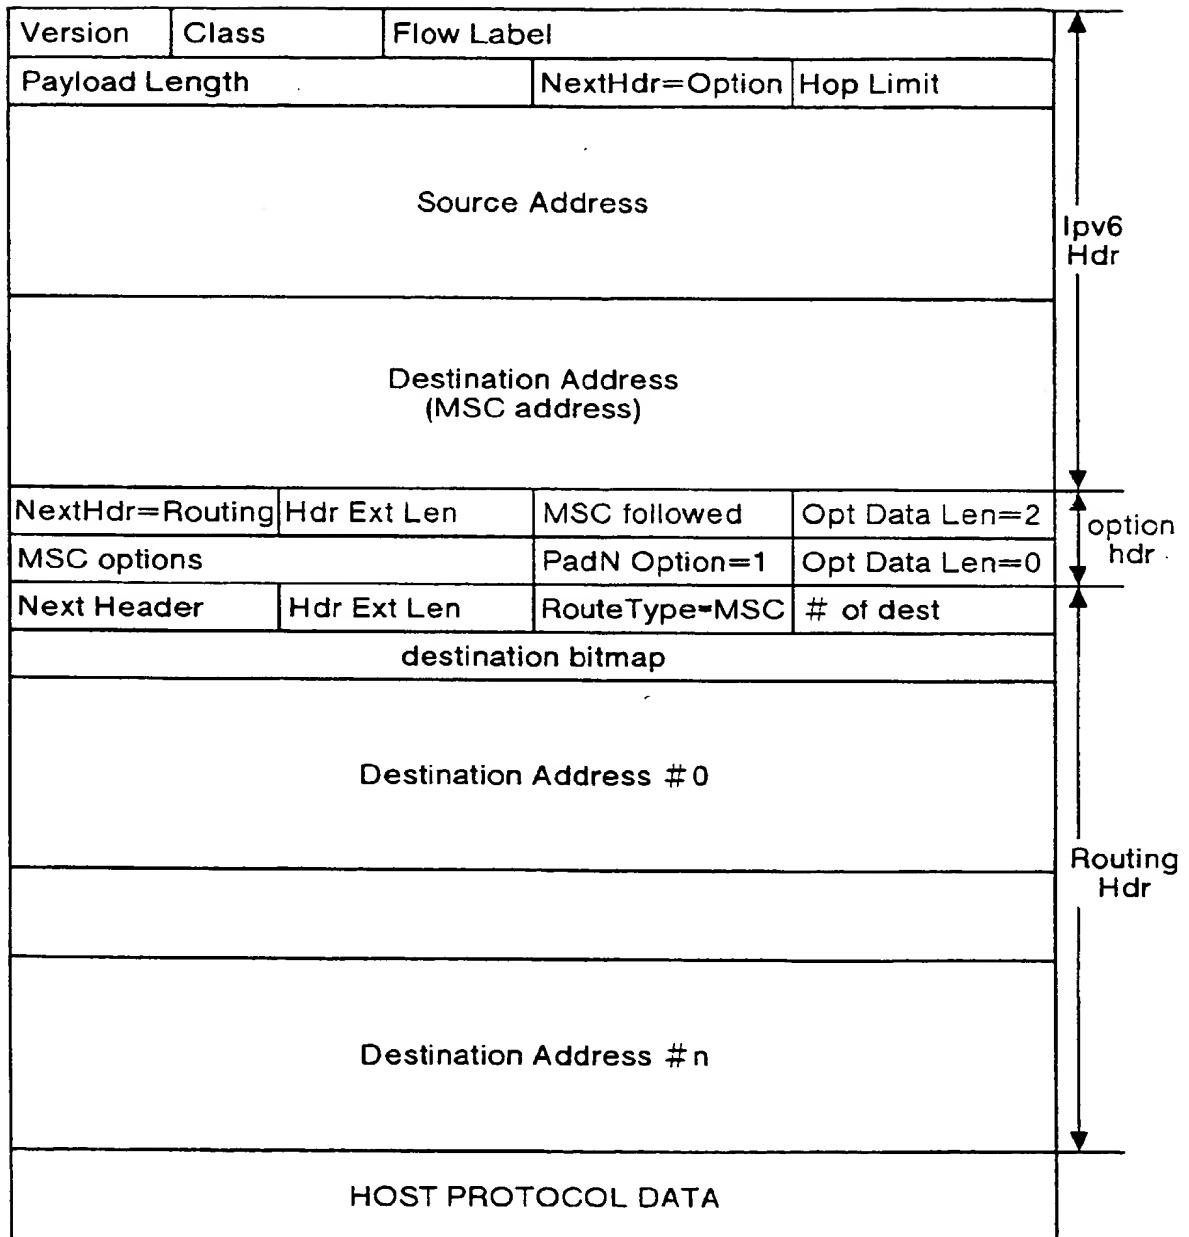 Version Class Flow Label
Payload Length NextHdr=Option Hop Limit
Source Address
Ipv6
Hdr
Destination Address
(MSC address)
NextHdr=Routing Hdr Ext Len MSC followed Opt Data Len=2
option
hdr
MSC options PadN Option=1 Opt Data Len=0
Next Header Hdr Ext Len RouteType=MSC # of dest
destination bitmap
Destination Address #0
Routing
Hdr
Destination Address #n
HOST PROTOCOL DATA